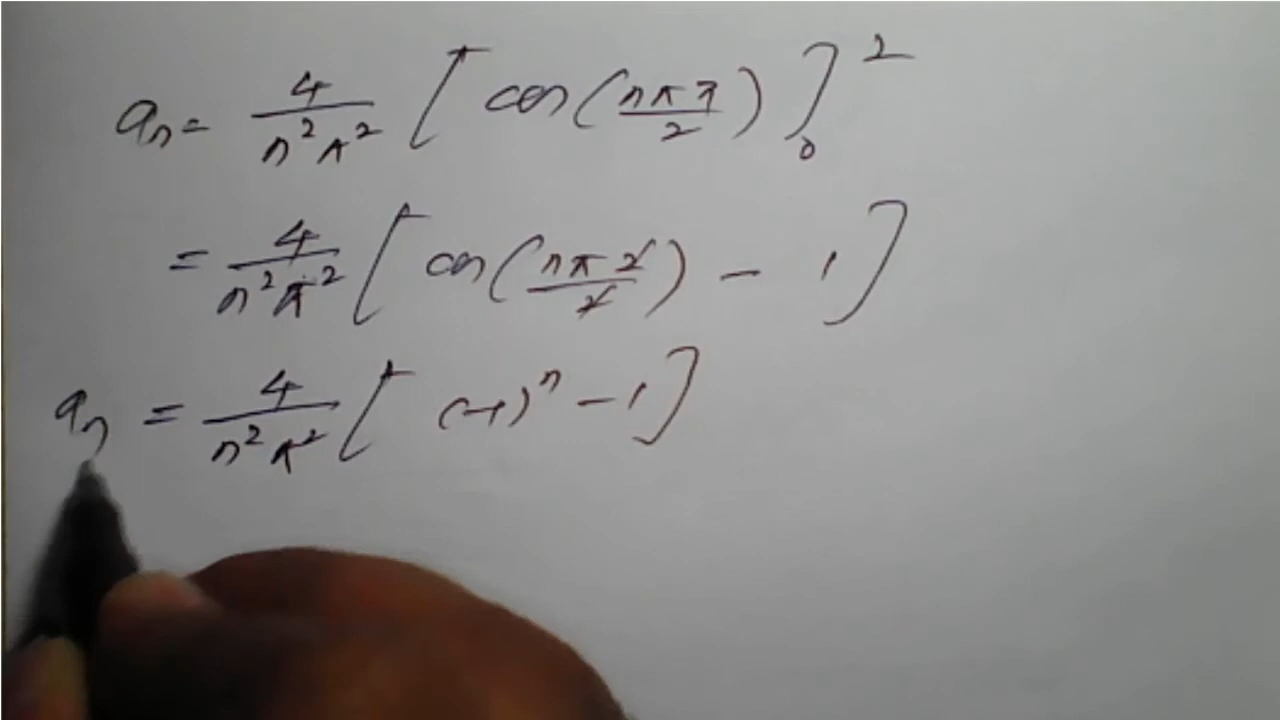 aₙ = 4/(n²π²) [cos(nπx/2)]₀²
= 4/(n²π²) [cos(nπ2/2) - 1]
aₙ = 4/(n²π²) [(-1)ⁿ - 1]